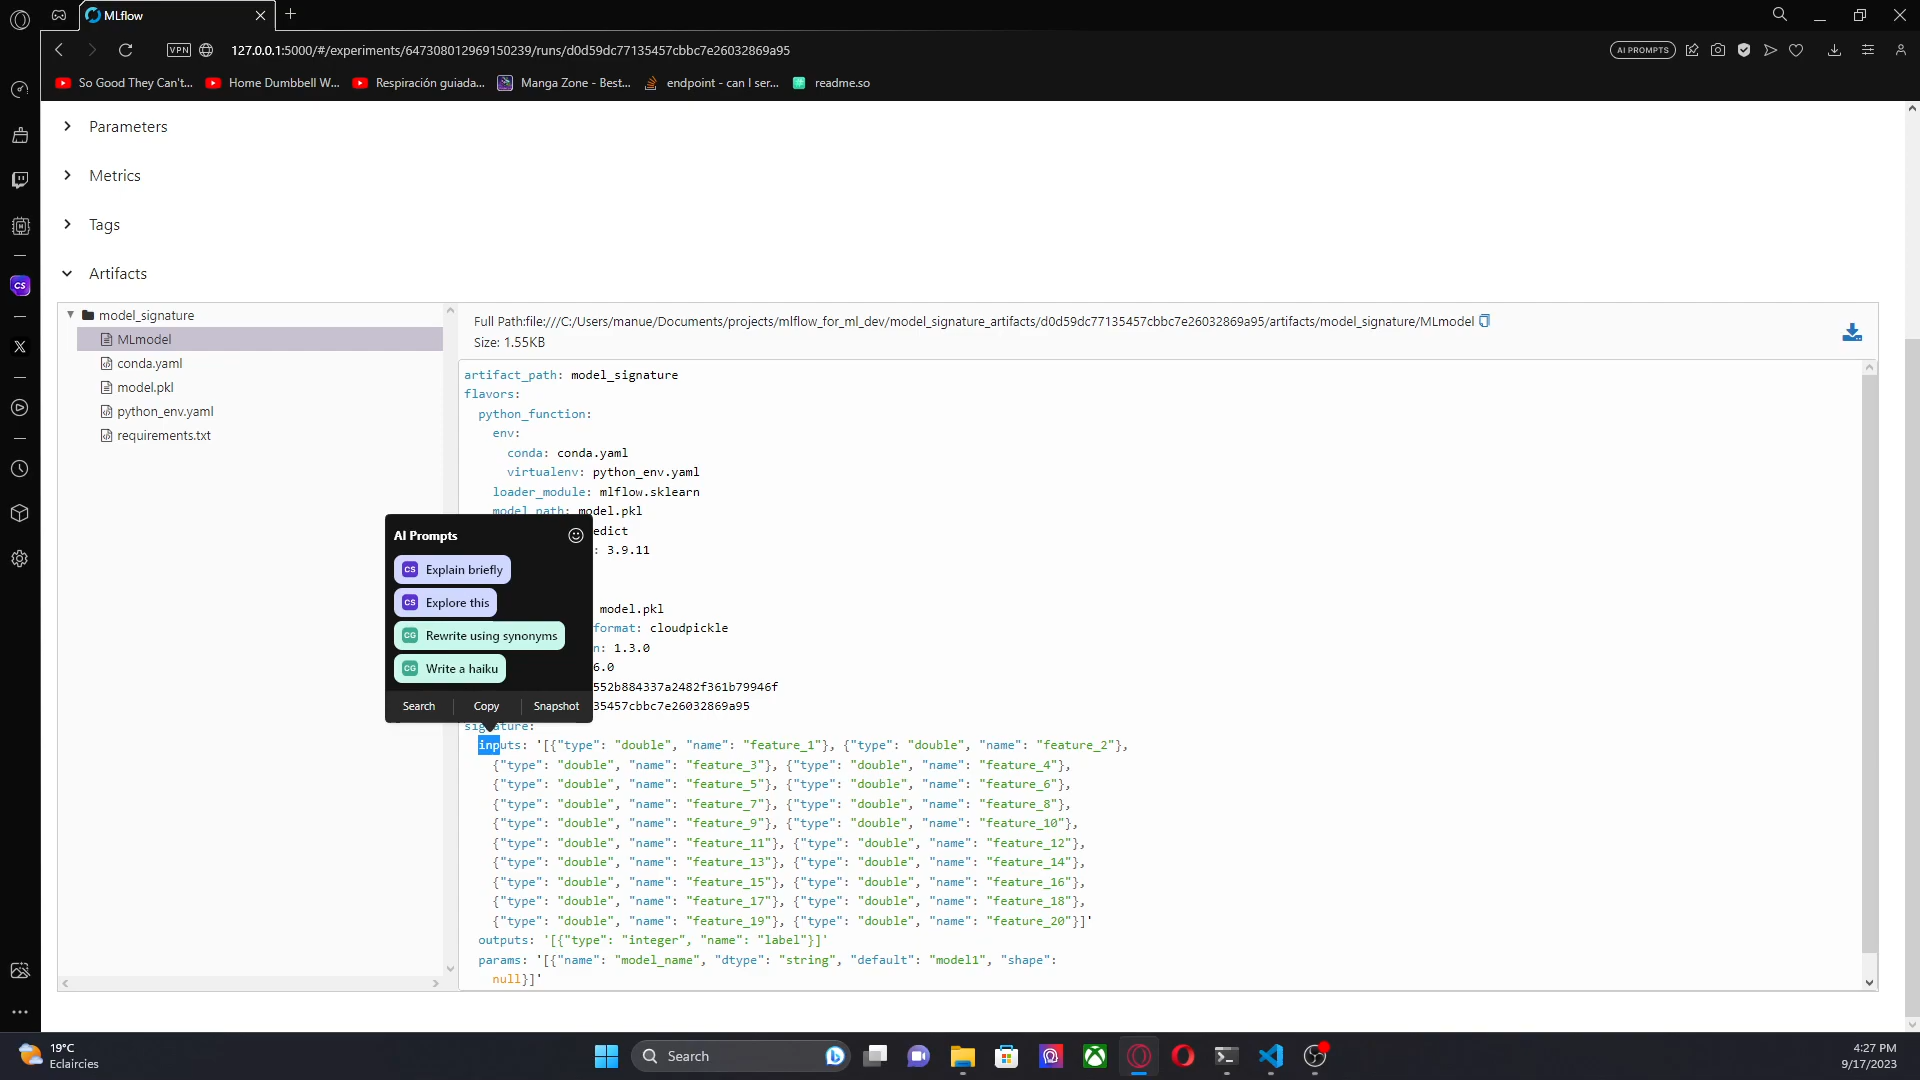 MLflow
VPN
127.0.0.1:5000/#/experiments/647308012969150239/runs/d0d59dc77135457cbbc7e26032869a95
AI PROMPTS
So Good They Can't...
Home Dumbbell W...
Respiración guiada...
Manga Zone - Best...
endpoint - can I ser...
readme.so
Parameters
Metrics
Tags
Artifacts
model_signature
MLmodel
conda.yaml
model.pkl
python_env.yaml
requirements.txt
Full Path:file:///C:/Users/manue/Documents/projects/mlflow_for_ml_dev/model_signature_artifacts/d0d59dc77135457cbbc7e26032869a95/artifacts/model_signature/MLmodel
Size: 1.55KB
artifact_path: model_signature
flavors:
python_function:
env:
conda: conda.yaml
virtualenv: python_env.yaml
loader_module: mlflow.sklearn
model_path: model.pkl
edict
: 3.9.11
model.pkl
format: cloudpickle
n: 1.3.0
6.0
552b884337a2482f361b79946f
35457cbbc7e26032869a95
signature:
inputs: '[{"type": "double", "name": "feature_1"}, {"type": "double", "name": "feature_2"},
{"type": "double", "name": "feature_3"}, {"type": "double", "name": "feature_4"},
{"type": "double", "name": "feature_5"}, {"type": "double", "name": "feature_6"},
{"type": "double", "name": "feature_7"}, {"type": "double", "name": "feature_8"},
{"type": "double", "name": "feature_9"}, {"type": "double", "name": "feature_10"},
{"type": "double", "name": "feature_11"}, {"type": "double", "name": "feature_12"},
{"type": "double", "name": "feature_13"}, {"type": "double", "name": "feature_14"},
{"type": "double", "name": "feature_15"}, {"type": "double", "name": "feature_16"},
{"type": "double", "name": "feature_17"}, {"type": "double", "name": "feature_18"},
{"type": "double", "name": "feature_19"}, {"type": "double", "name": "feature_20"}]'
outputs: '[{"type": "integer", "name": "label"}]'
params: '[{"name": "model_name", "dtype": "string", "default": "model1", "shape":
null}]'
AI Prompts
CS Explain briefly
CS Explore this
CG Rewrite using synonyms
CG Write a haiku
Search
Copy
Snapshot
CS
19°C
Eclaircies
Search
4:27 PM
9/17/2023